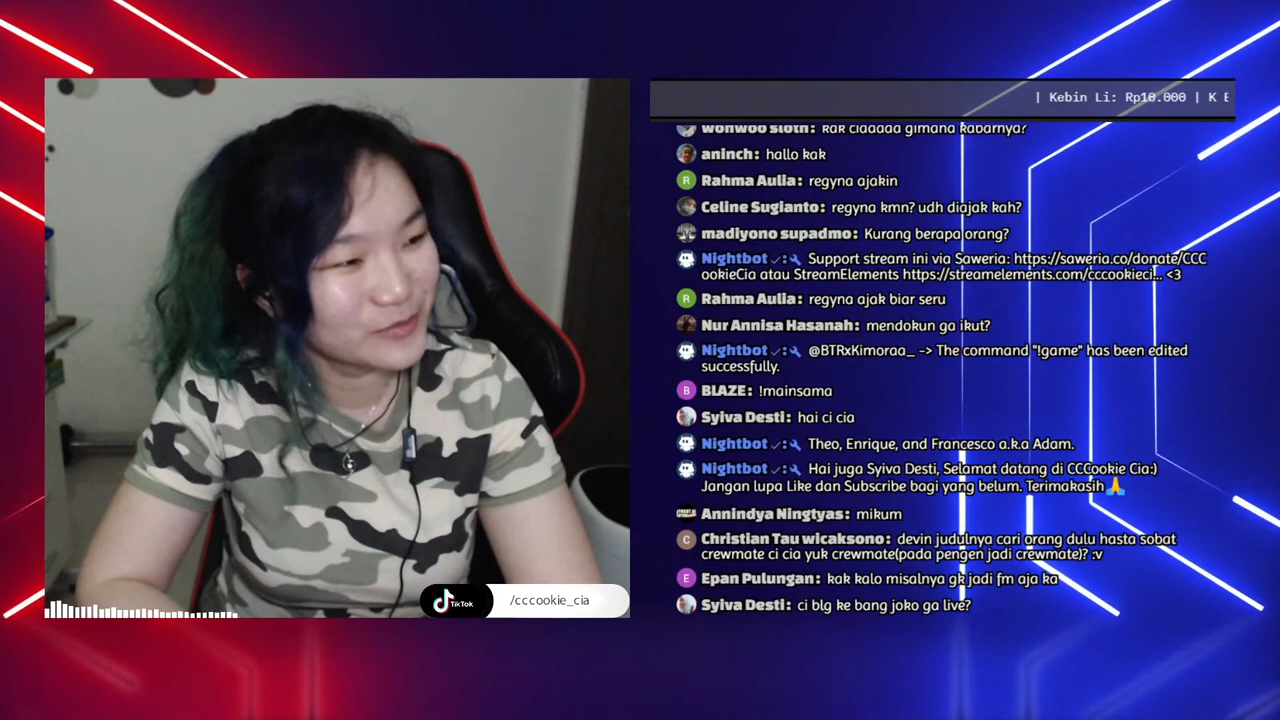 | Kebin Li: Rp10.000 | K E
wonwoo sloth: kak ciaaaaa gimana kabarnya?
aninch: hallo kak
R Rahma Aulia: regyna ajakin
Celine Sugianto: regyna kmn? udh diajak kah?
madiyono supadmo: Kurang berapa orang?
Nightbot: Support stream ini via Saweria: https://saweria.co/donate/CCC
ookieCia atau StreamElements https://streamelements.com/cccookieci... <3
R Rahma Aulia: regyna ajak biar seru
Nur Annisa Hasanah: mendokun ga ikut?
Nightbot: @BTRxKimoraa_ -> The command "!game" has been edited
successfully.
B BLAZE: !mainsama
Syiva Desti: hai ci cia
Nightbot: Theo, Enrique, and Francesco a.k.a Adam.
Nightbot: Hai juga Syiva Desti, Selamat datang di CCCookie Cia:)
Jangan lupa Like dan Subscribe bagi yang belum. Terimakasih🙏
Annindya Ningtyas: mikum
C Christian Tau wicaksono: devin judulnya cari orang dulu hasta sobat
crewmate ci cia yuk crewmate(pada pengen jadi crewmate)? :v
E Epan Pulungan: kak kalo misalnya gk jadi fm aja ka
Syiva Desti: ci blg ke bang joko ga live?
TikTok /cccookie_cia